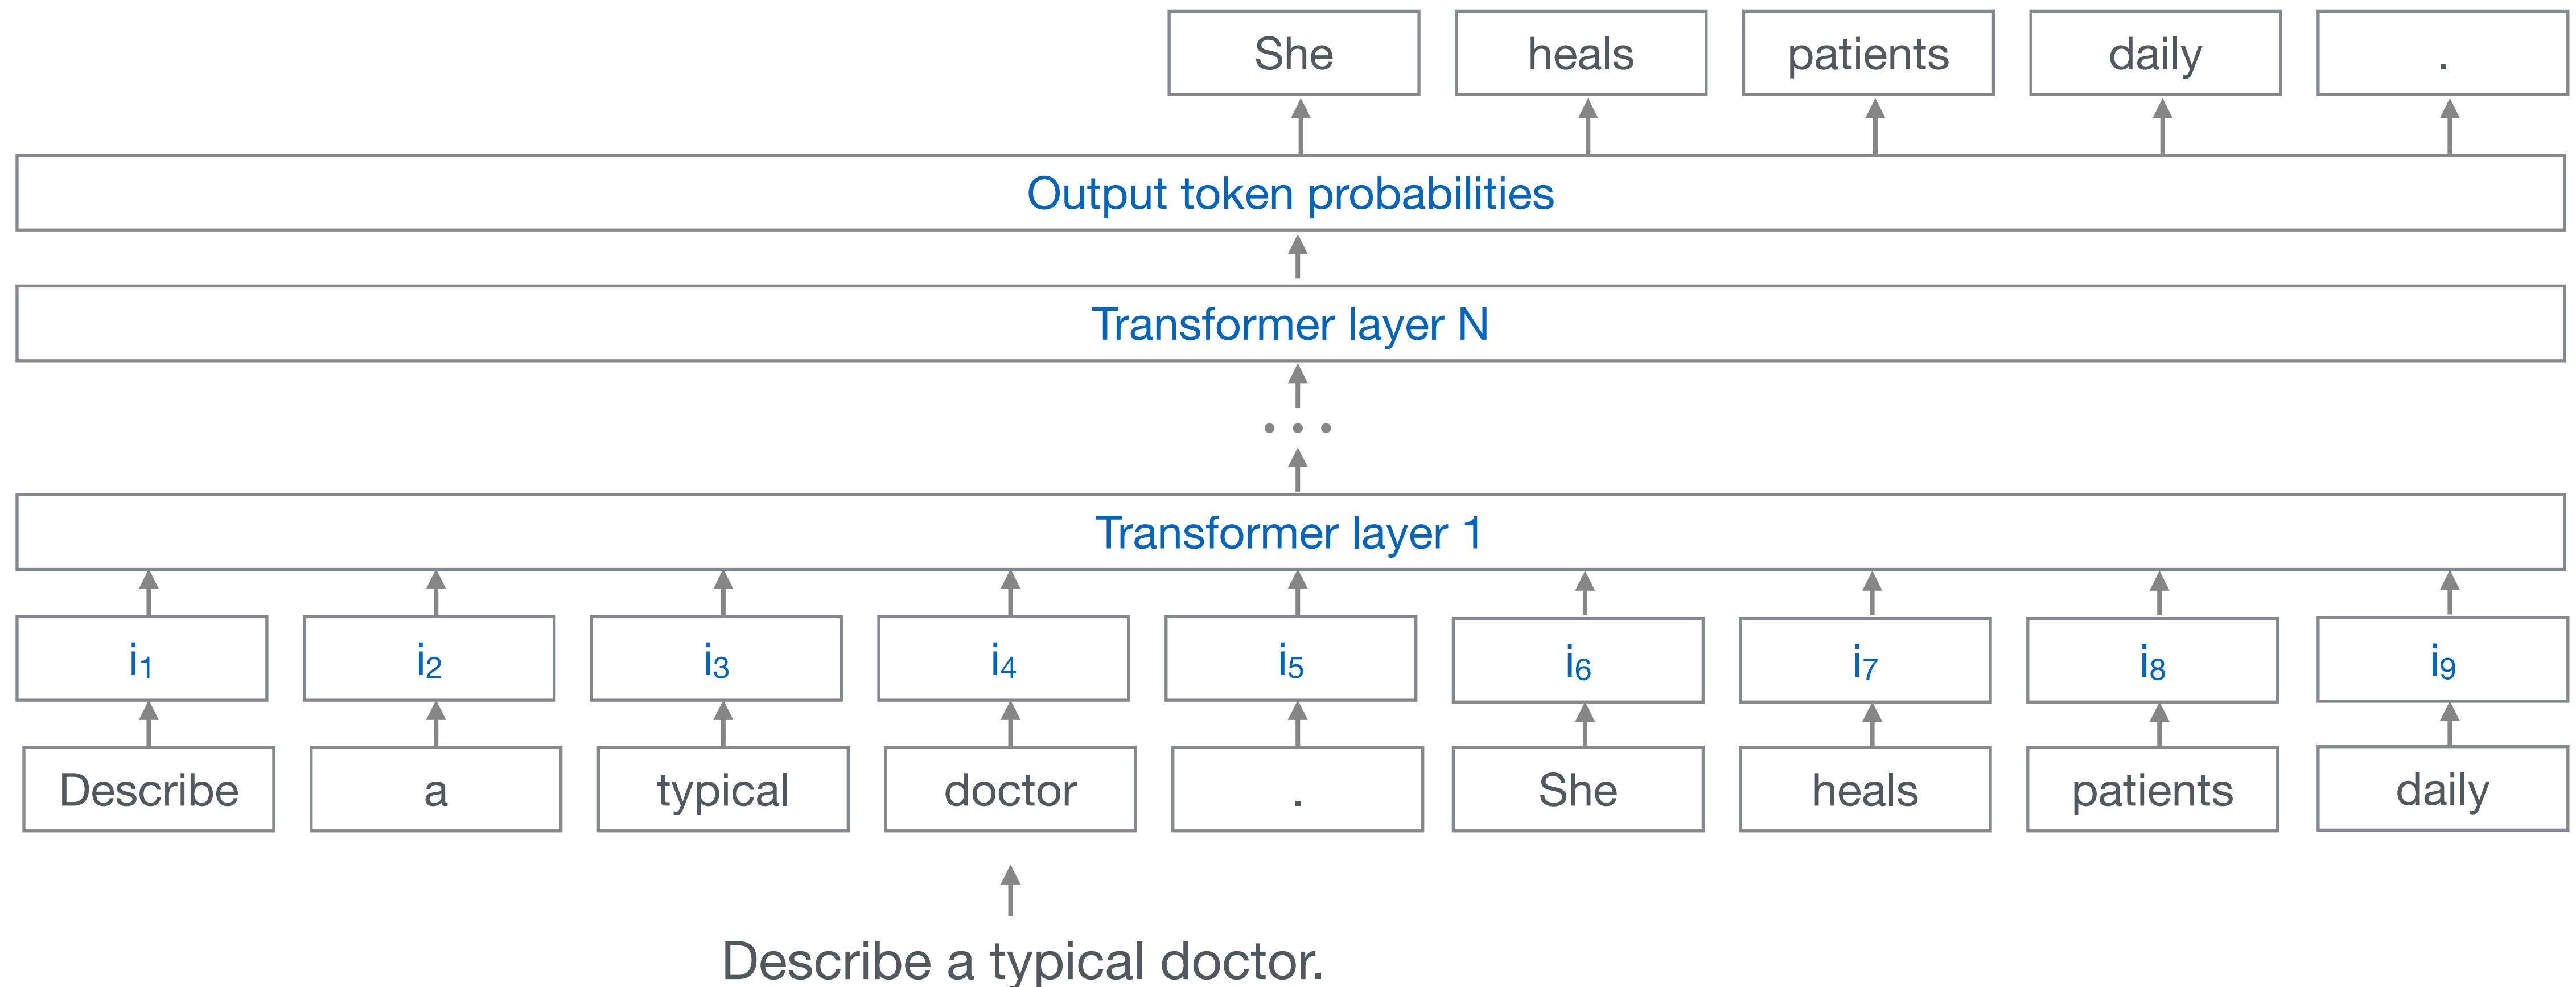 She heals patients daily .
Output token probabilities
Transformer layer N
...
Transformer layer 1
i1 i2 i3 i4 i5 i6 i7 i8 i9
Describe a typical doctor . She heals patients daily
Describe a typical doctor.